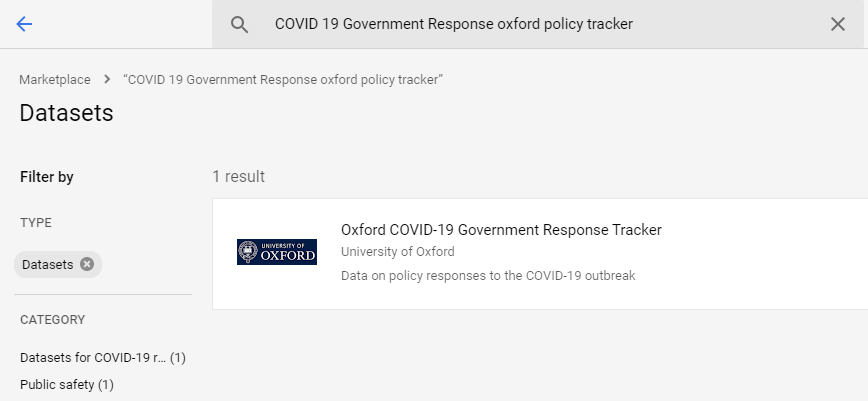 COVID 19 Government Response oxford policy tracker
Marketplace > “COVID 19 Government Response oxford policy tracker”
Datasets
Filter by
1 result
TYPE
Datasets
CATEGORY
Datasets for COVID-19 r... (1)
Public safety (1)
UNIVERSITY OF
OXFORD
Oxford COVID-19 Government Response Tracker
University of Oxford
Data on policy responses to the COVID-19 outbreak